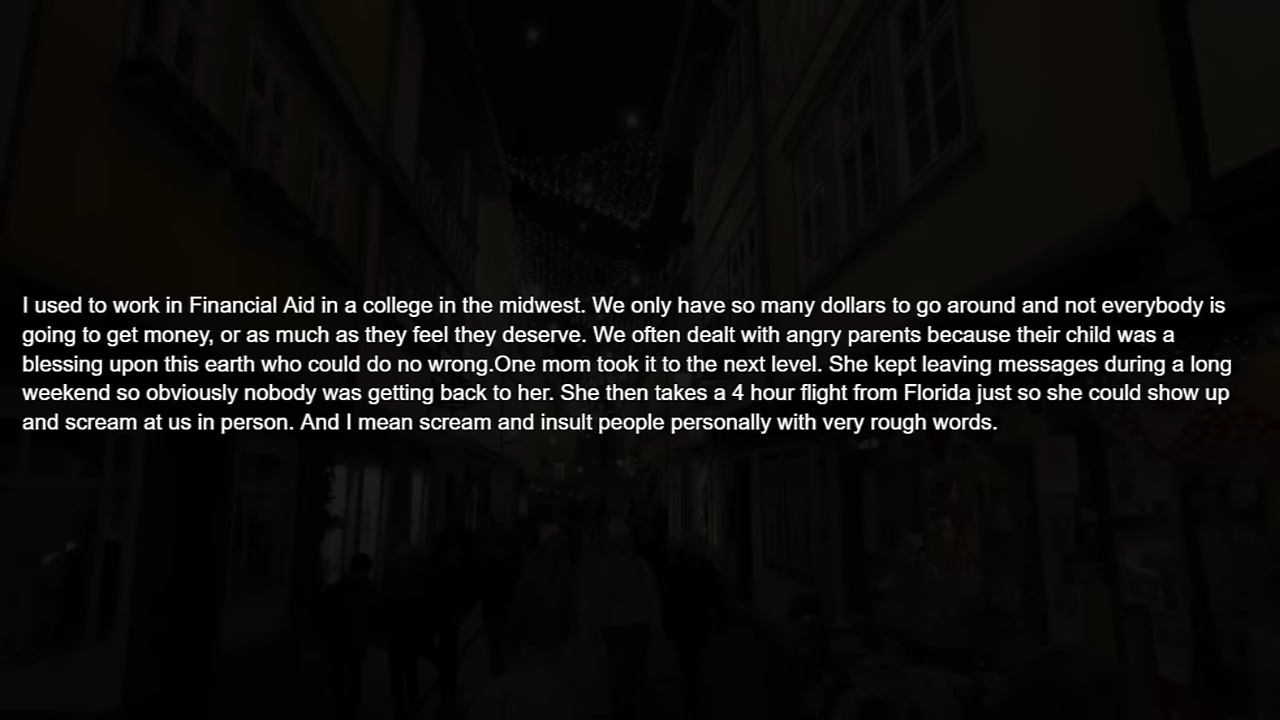 I used to work in Financial Aid in a college in the midwest. We only have so many dollars to go around and not everybody is
going to get money, or as much as they feel they deserve. We often dealt with angry parents because their child was a
blessing upon this earth who could do no wrong.One mom took it to the next level. She kept leaving messages during a long
weekend so obviously nobody was getting back to her. She then takes a 4 hour flight from Florida just so she could show up
and scream at us in person. And I mean scream and insult people personally with very rough words.